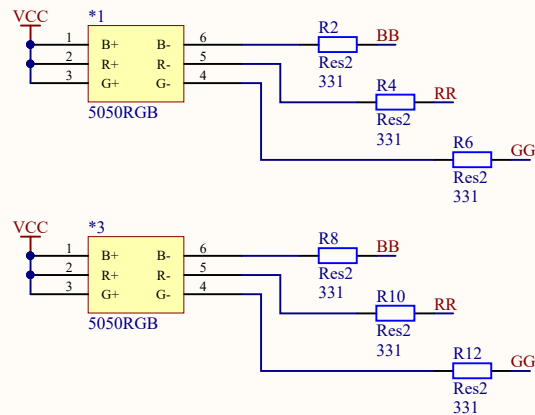 VCC
*1
1 B+ B- 6
2 R+ R- 5
3 G+ G- 4
5050RGB
R2
BB
Res2
331
R4
RR
Res2
331
R6
GG
Res2
331
VCC
*3
1 B+ B- 6
2 R+ R- 5
3 G+ G- 4
5050RGB
R8
BB
Res2
331
R10
RR
Res2
331
R12
GG
Res2
331